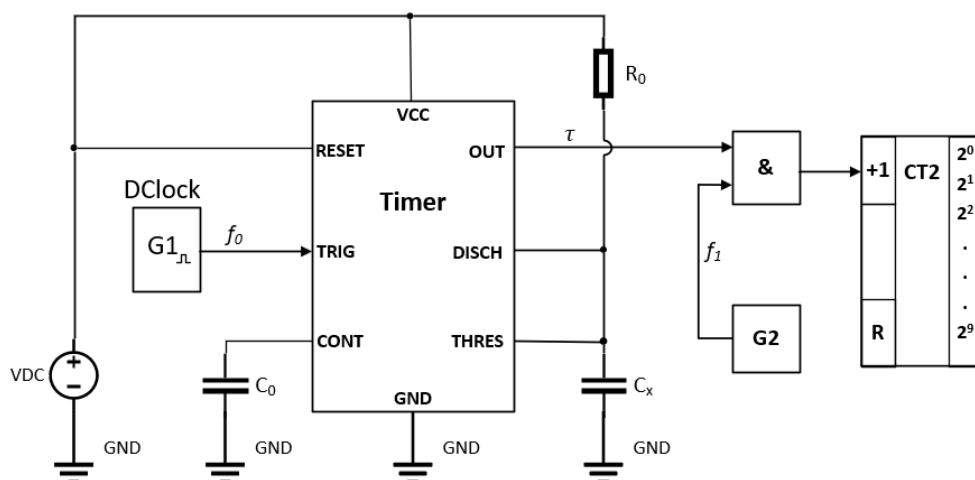 R₀
VCC
RESET
OUT
τ
DClock
Timer
&
+1
CT2
2⁰
2¹
2²
.
.
.
2⁹
G1
f₀
TRIG
DISCH
f₁
CONT
THRES
G2
R
VDC
+
−
C₀
GND
Cₓ
GND
GND
GND
GND